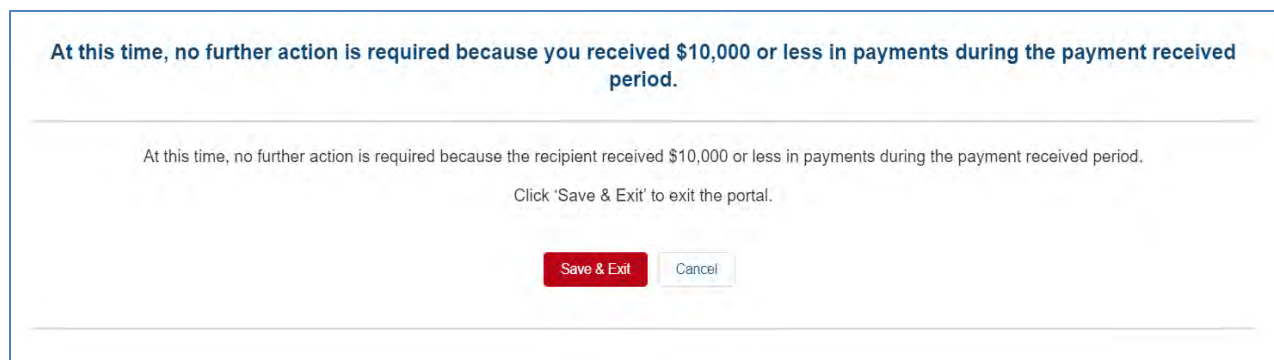 At this time, no further action is required because you received $10,000 or less in payments during the payment received
period.
At this time, no further action is required because the recipient received $10,000 or less in payments during the payment received period.
Click ‘Save & Exit’ to exit the portal.
Save & Exit Cancel